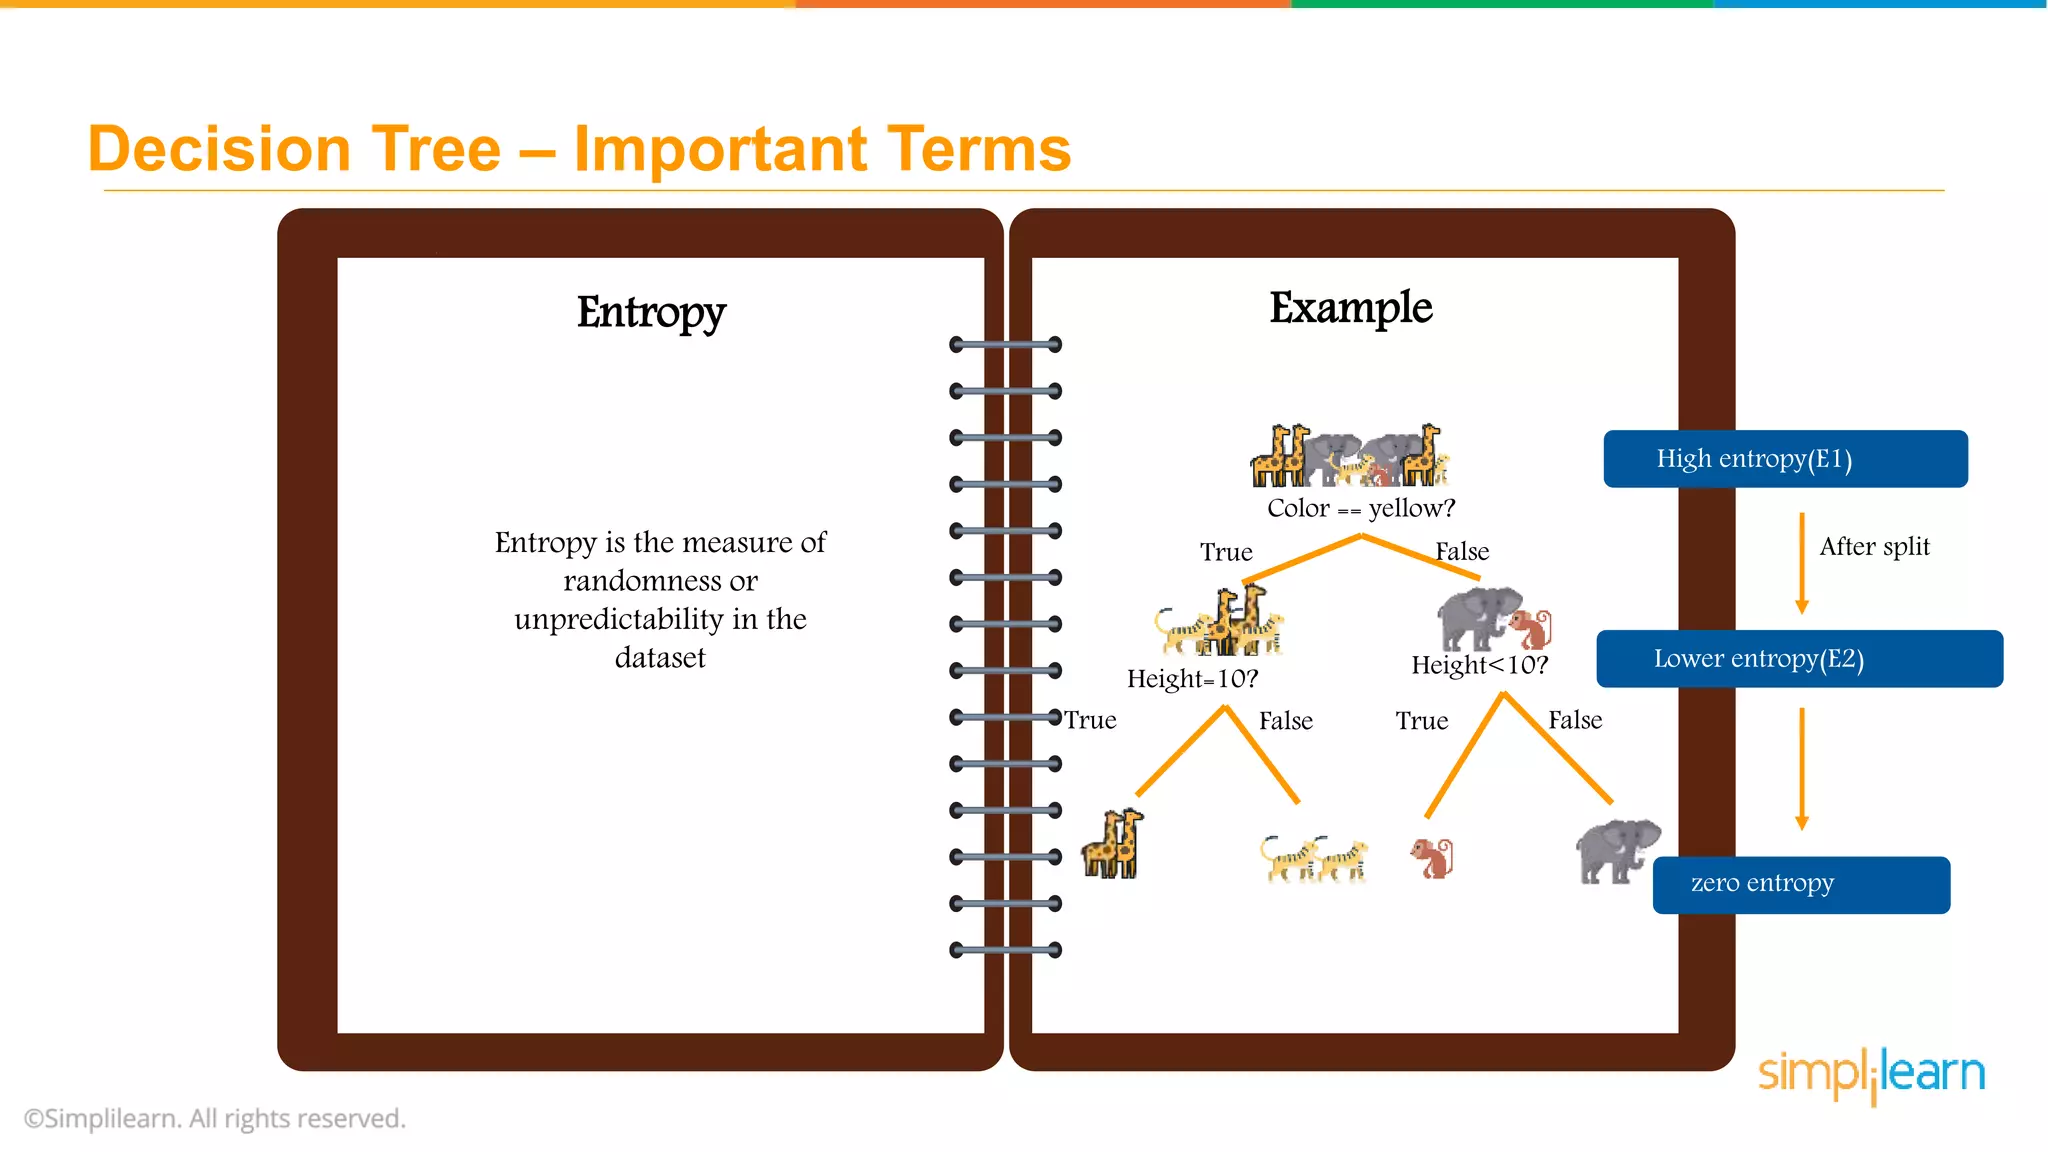 Decision Tree – Important Terms
Entropy
Entropy is the measure of
randomness or
unpredictability in the
dataset
Example
Color == yellow?
True
False
Height=10?
Height<10?
True
False
True
False
High entropy(E1)
After split
Lower entropy(E2)
zero entropy
simplilearn
©Simplilearn. All rights reserved.